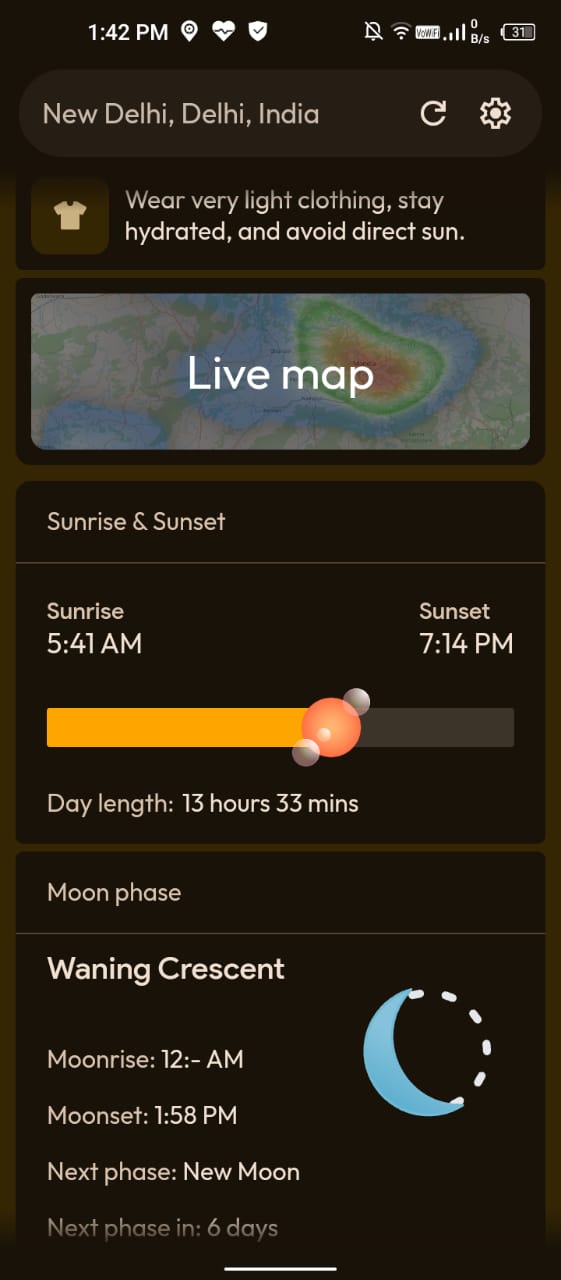 1:42 PM
VoWiFi
0
B/s
31
New Delhi, Delhi, India
Wear very light clothing, stay
hydrated, and avoid direct sun.
Live map
Sunrise & Sunset
Sunrise
Sunset
5:41 AM
7:14 PM
Day length: 13 hours 33 mins
Moon phase
Waning Crescent
Moonrise: 12:- AM
Moonset: 1:58 PM
Next phase: New Moon
Next phase in: 6 days